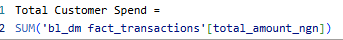 1 Total Customer Spend =
2 SUM('bl_dm fact_transactions'[total_amount_ngn])